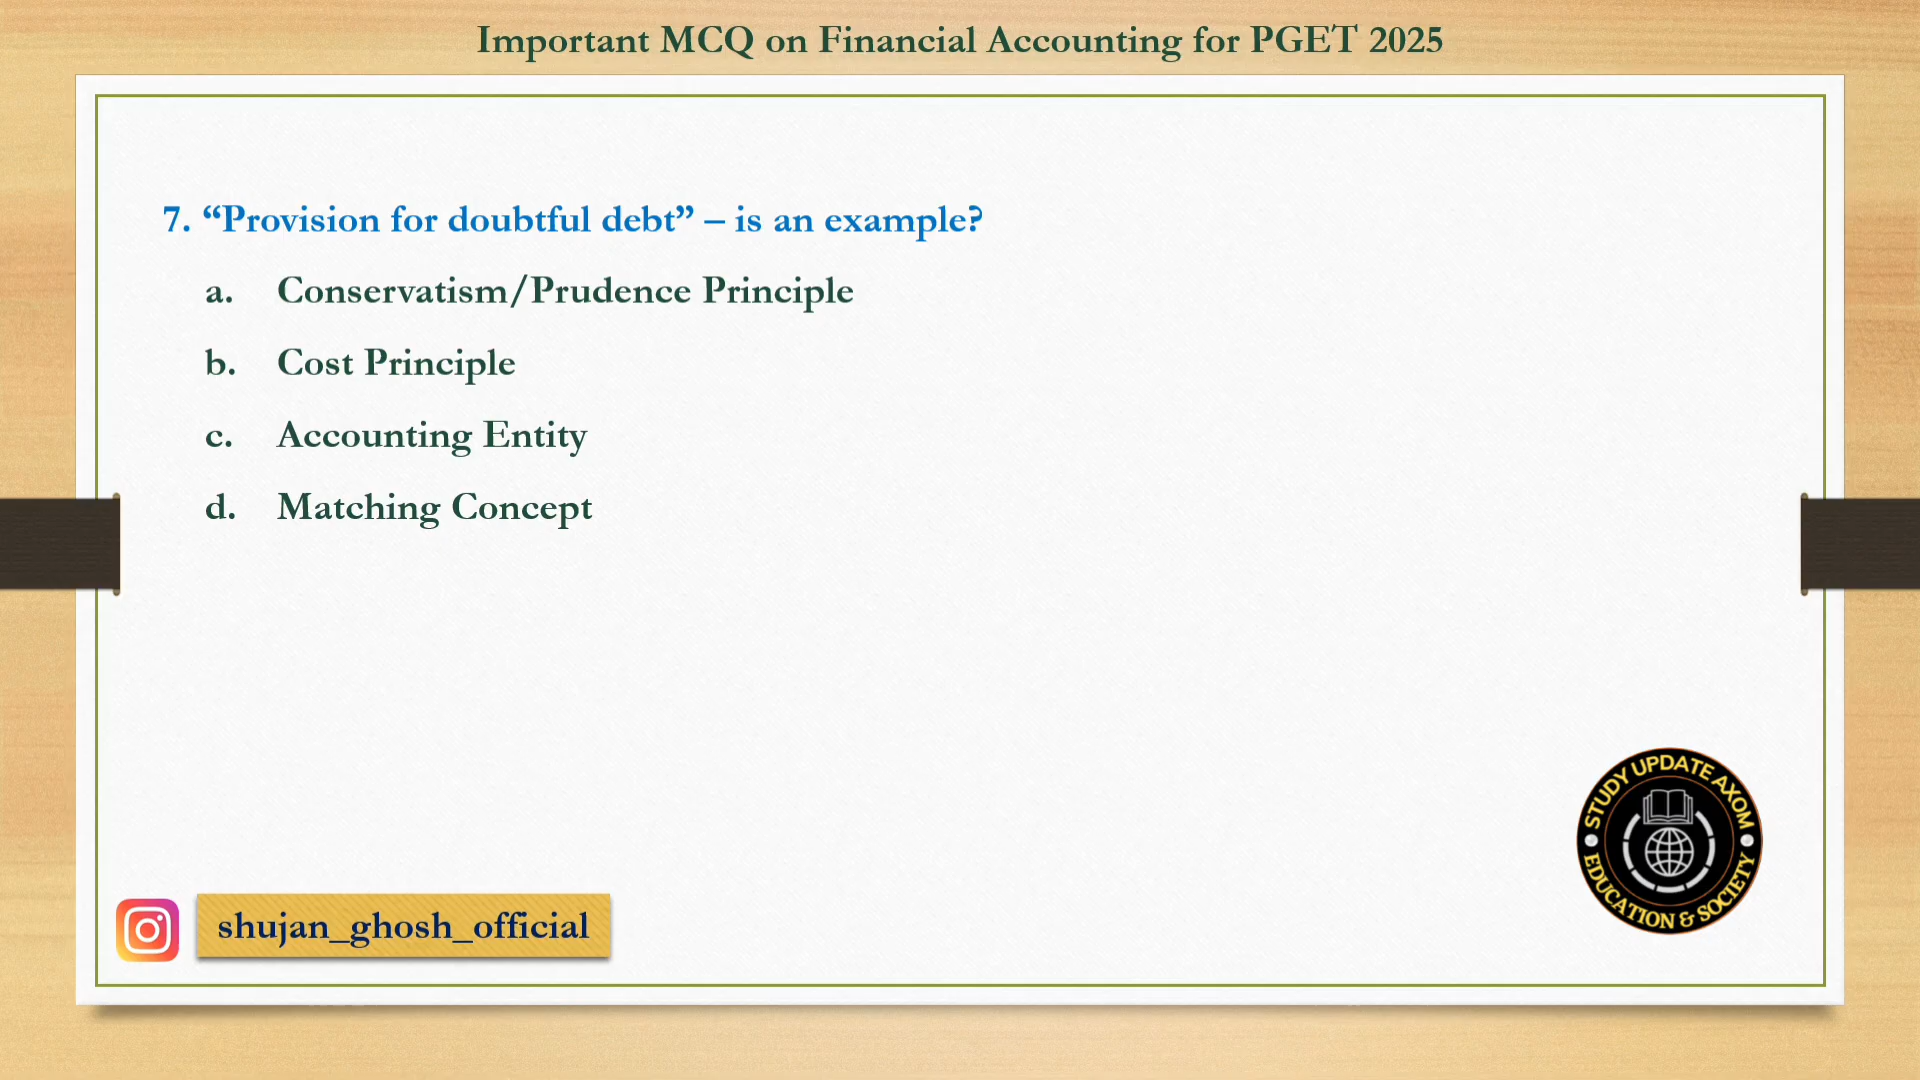 Important MCQ on Financial Accounting for PGET 2025
7. “Provision for doubtful debt” – is an example?
a. Conservatism/Prudence Principle
b. Cost Principle
c. Accounting Entity
d. Matching Concept
STUDY UPDATE AXOM
EDUCATION & SOCIETY
shujan_ghosh_official